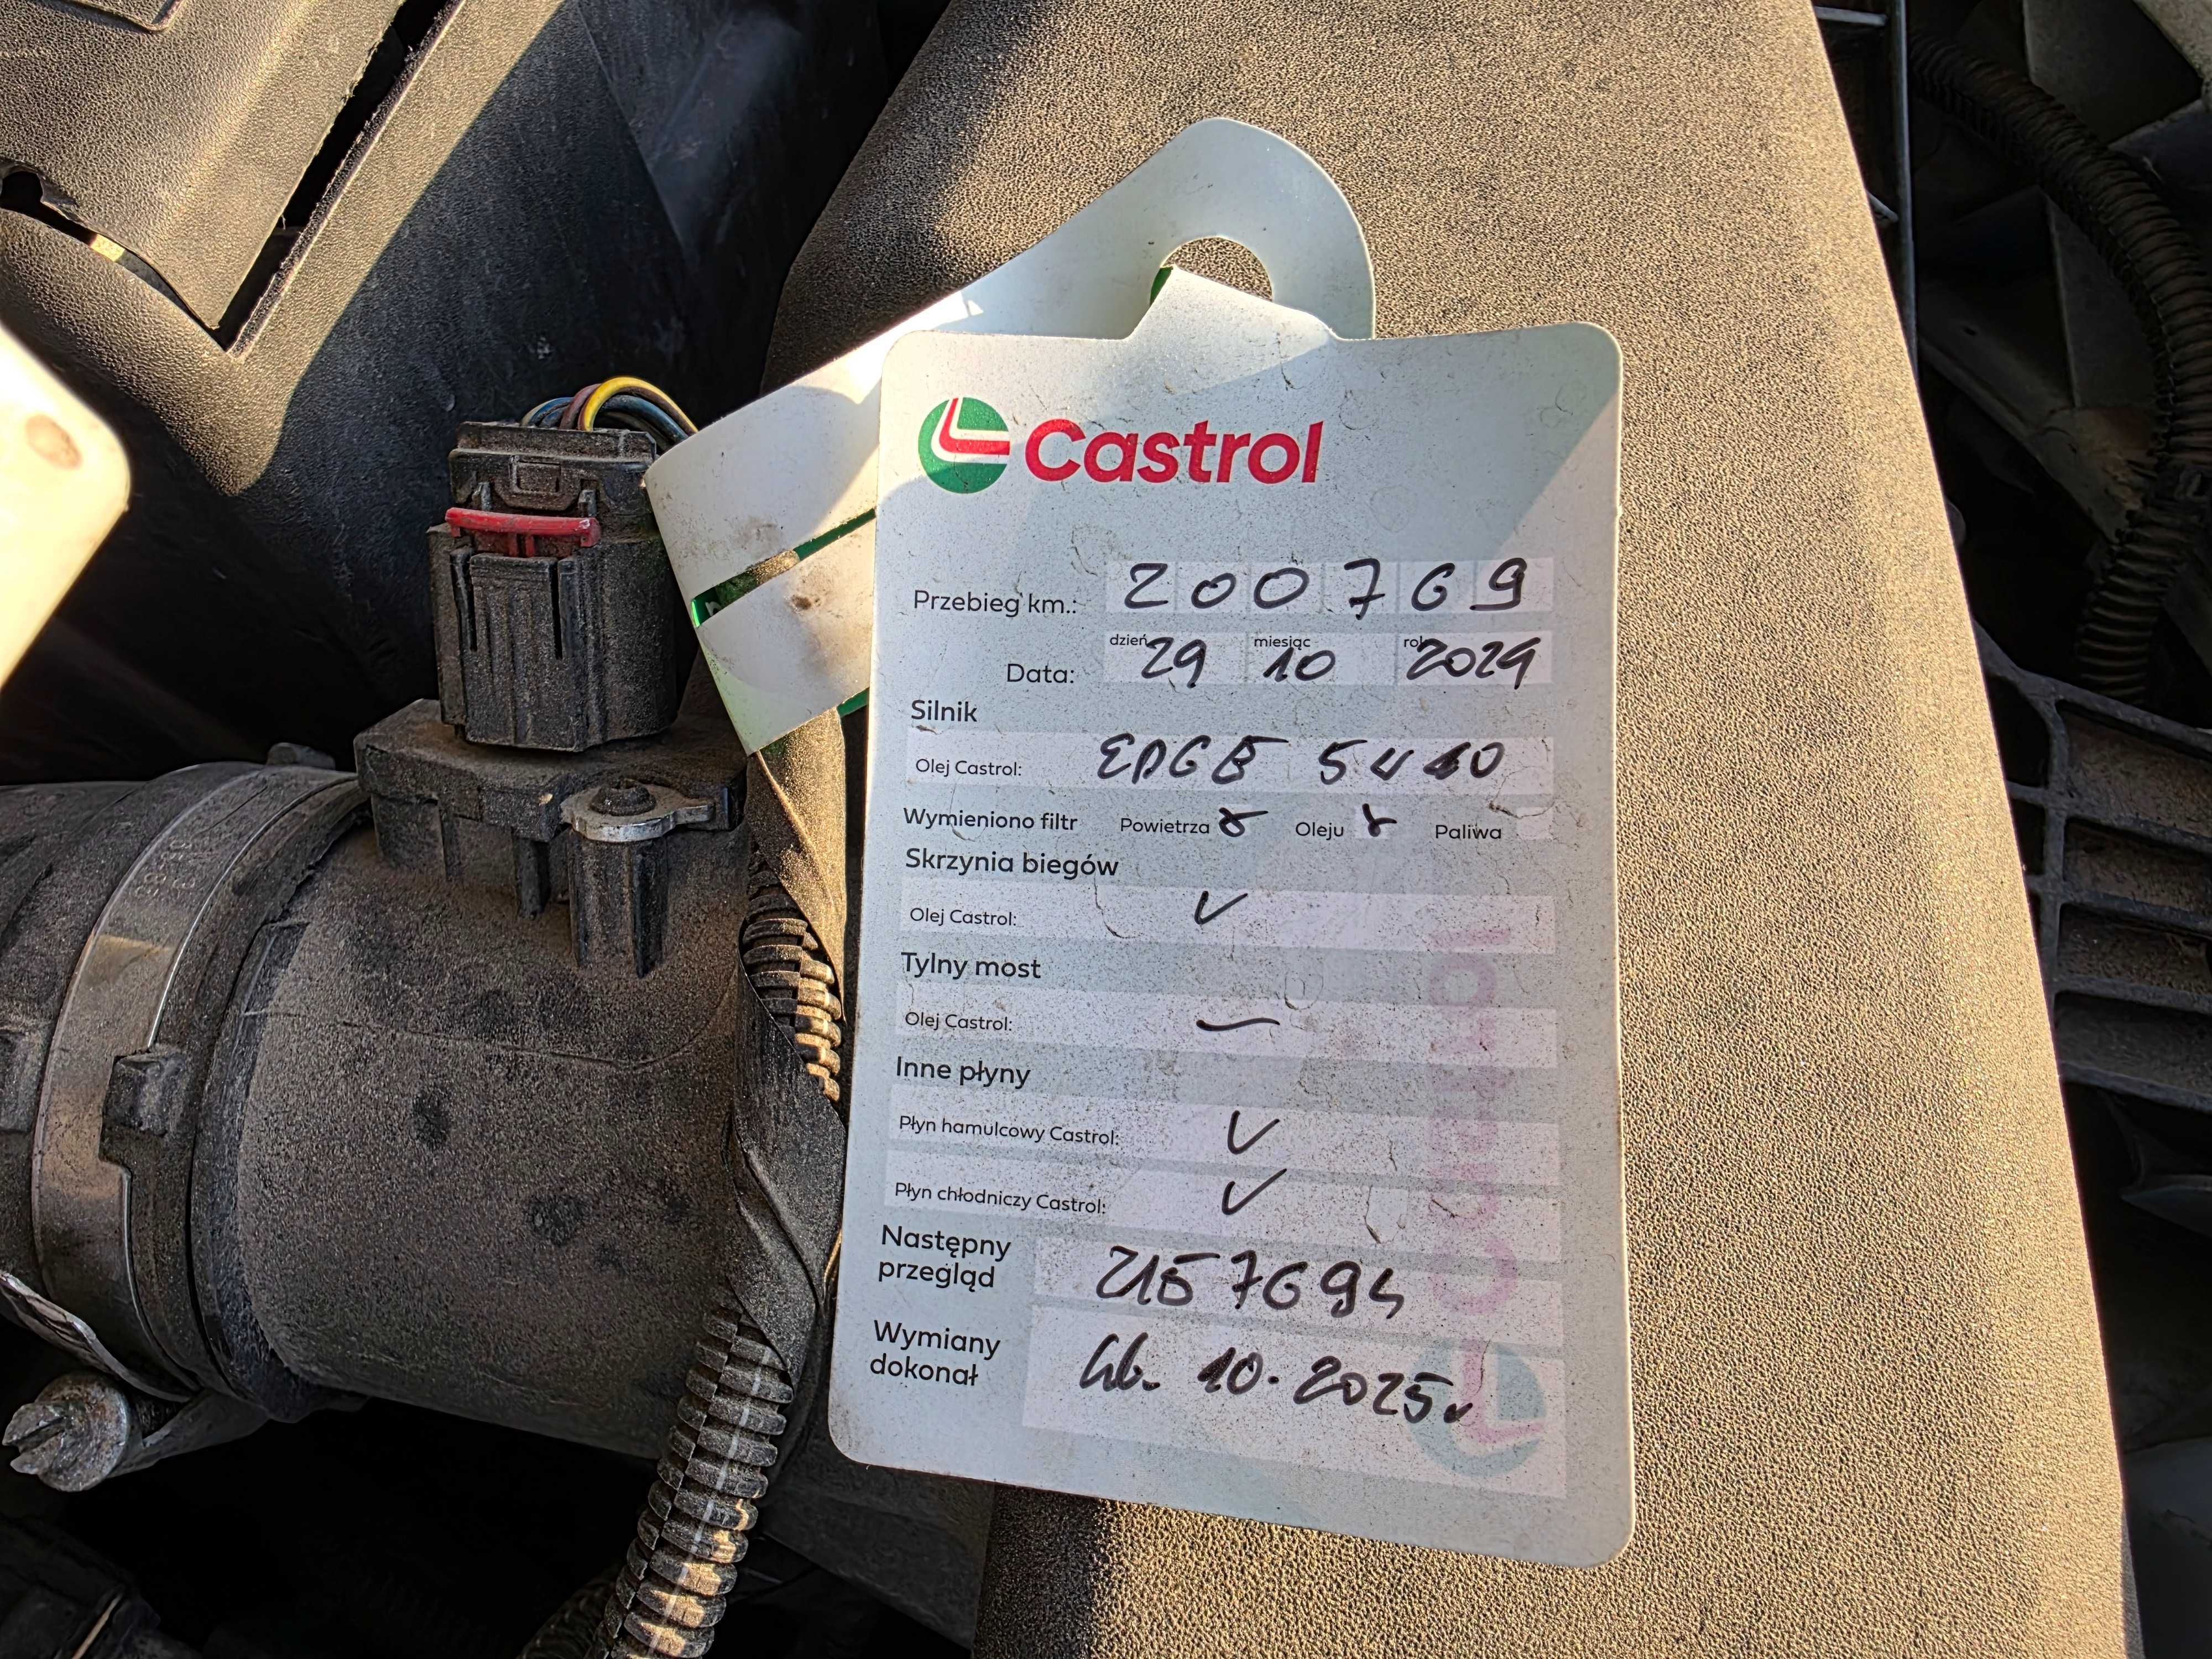 Castrol
Przebieg km.: 200769
dzień miesiąc rok
Data: 29 10 2024
Silnik
Olej Castrol: EDGE 5W
Wymieniono filtr Powietrza Oleju Paliwa
Skrzynia biegów
Olej Castrol: ✓
Tylny most
Olej Castrol: —
Inne płyny
Płyn hamulcowy Castrol: ✓
Płyn chłodniczy Castrol: ✓
Następny
przegląd
Wymiany
dokonał 10.2025
Castrol